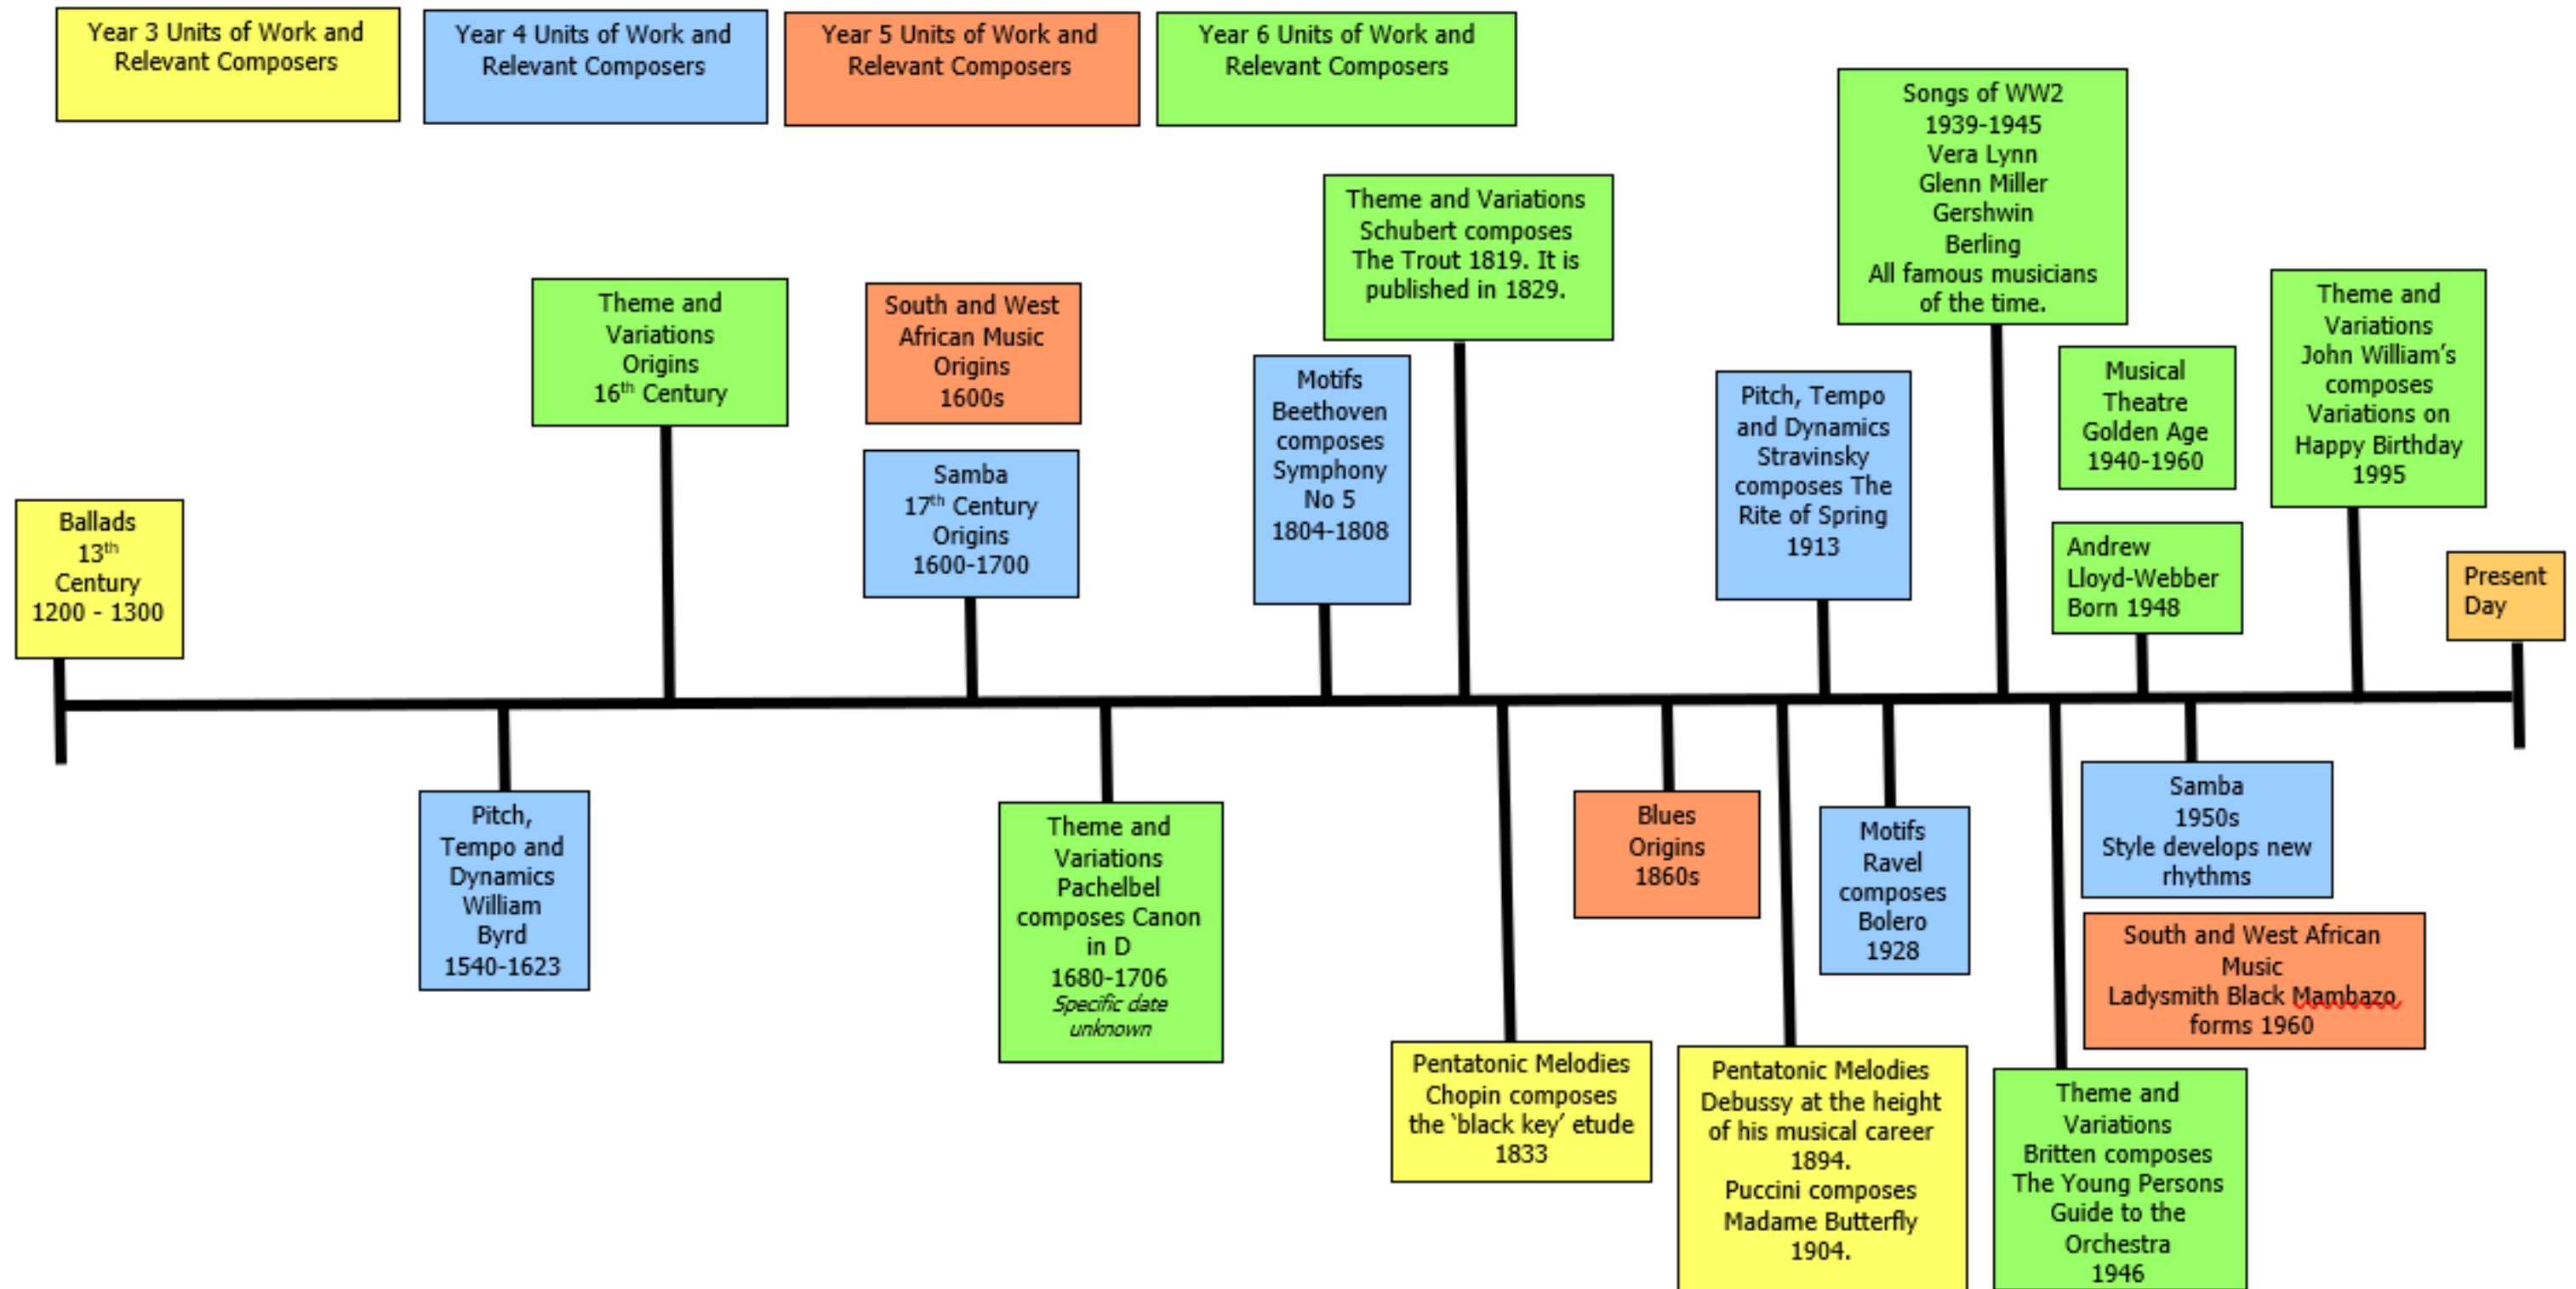 Year 3 Units of Work and
Relevant Composers
Year 4 Units of Work and
Relevant Composers
Year 5 Units of Work and
Relevant Composers
Year 6 Units of Work and
Relevant Composers
Ballads
13th
Century
1200 - 1300
Pitch,
Tempo and
Dynamics
William
Byrd
1540-1623
Theme and
Variations
Origins
16th Century
South and West
African Music
Origins
1600s
Samba
17th Century
Origins
1600-1700
Theme and
Variations
Pachelbel
composes Canon
in D
1680-1706
Specific date
unknown
Motifs
Beethoven
composes
Symphony
No 5
1804-1808
Theme and Variations
Schubert composes
The Trout 1819. It is
published in 1829.
Pentatonic Melodies
Chopin composes
the ‘black key’ etude
1833
Blues
Origins
1860s
Pentatonic Melodies
Debussy at the height
of his musical career
1894.
Puccini composes
Madame Butterfly
1904.
Pitch, Tempo
and Dynamics
Stravinsky
composes The
Rite of Spring
1913
Motifs
Ravel
composes
Bolero
1928
Songs of WW2
1939-1945
Vera Lynn
Glenn Miller
Gershwin
Berling
All famous musicians
of the time.
Theme and
Variations
Britten composes
The Young Persons
Guide to the
Orchestra
1946
Musical
Theatre
Golden Age
1940-1960
Andrew
Lloyd-Webber
Born 1948
Samba
1950s
Style develops new
rhythms
South and West African
Music
Ladysmith Black Mambazo
forms 1960
Theme and
Variations
John William’s
composes
Variations on
Happy Birthday
1995
Present
Day